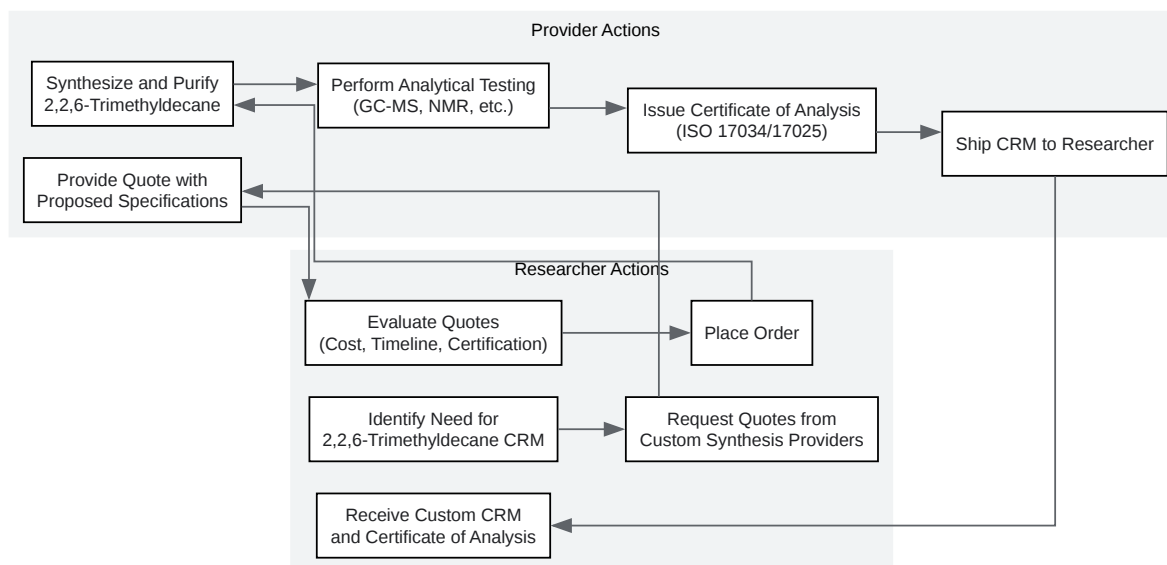 Provider Actions
Synthesize and Purify
2,2,6-Trimethyldecane
Perform Analytical Testing
(GC-MS, NMR, etc.)
Issue Certificate of Analysis
(ISO 17034/17025)
Ship CRM to Researcher
Provide Quote with
Proposed Specifications
Researcher Actions
Evaluate Quotes
(Cost, Timeline, Certification)
Place Order
Identify Need for
2,2,6-Trimethyldecane CRM
Request Quotes from
Custom Synthesis Providers
Receive Custom CRM
and Certificate of Analysis